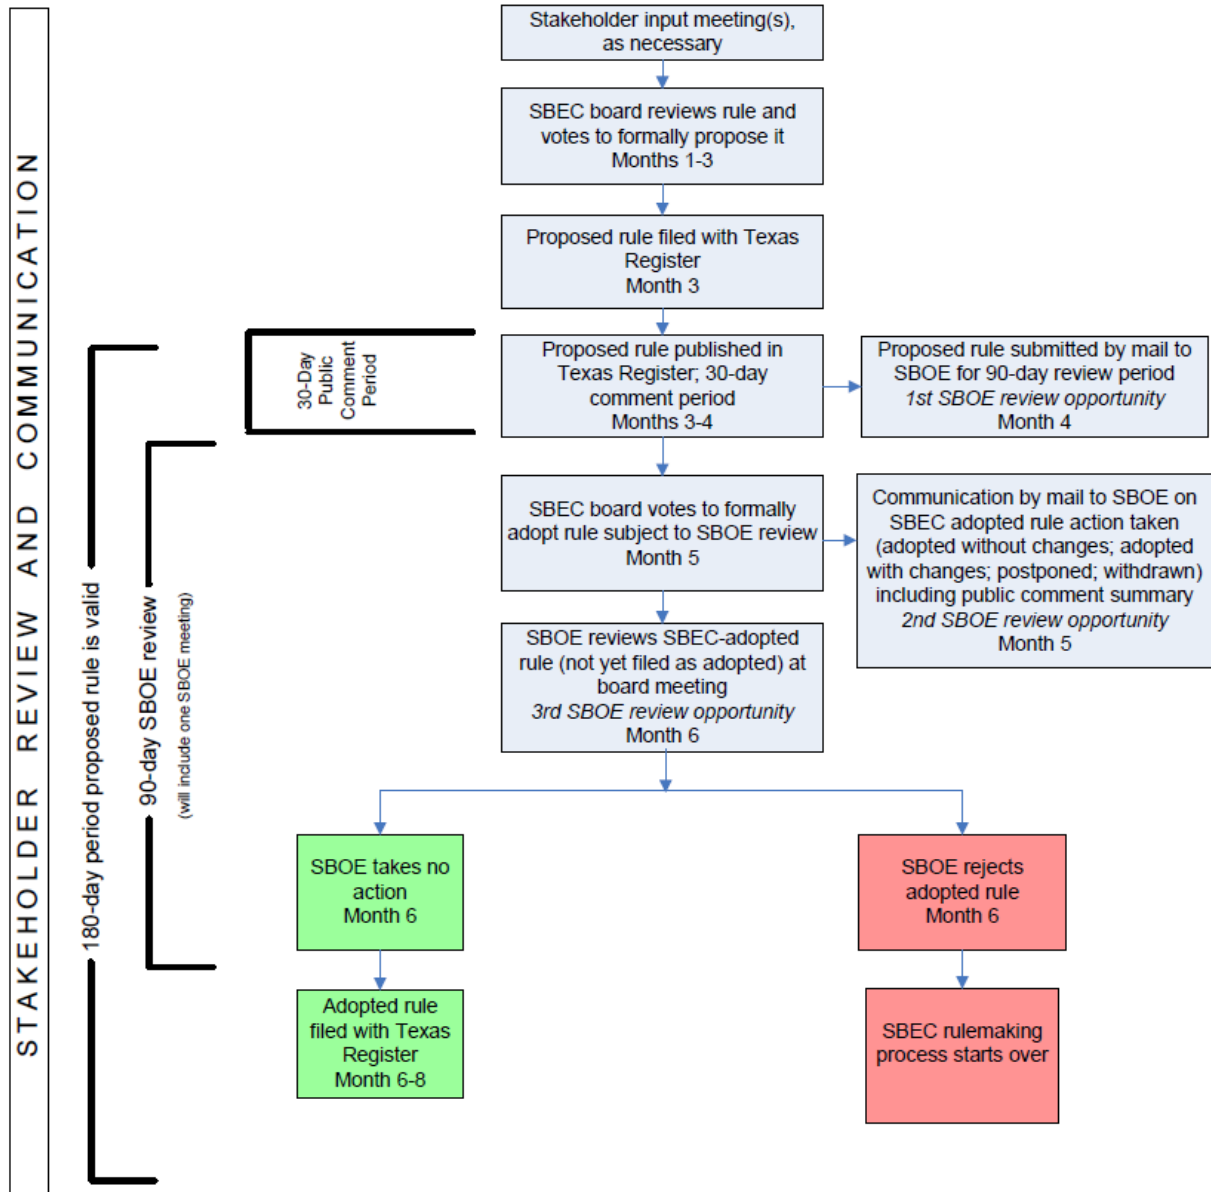 STAKEHOLDER REVIEW AND COMMUNICATION
Stakeholder input meeting(s),
as necessary
SBEC board reviews rule and
votes to formally propose it
Months 1-3
Proposed rule filed with Texas
Register
Month 3
180-day period proposed rule is valid
90-day SBOE review
(will include one SBOE meeting)
30-Day
Public
Comment
Period
Proposed rule published in
Texas Register; 30-day
comment period
Months 3-4
Proposed rule submitted by mail to
SBOE for 90-day review period
1st SBOE review opportunity
Month 4
SBEC board votes to formally
adopt rule subject to SBOE review
Month 5
Communication by mail to SBOE on
SBEC adopted rule action taken
(adopted without changes; adopted
with changes; postponed; withdrawn)
including public comment summary
2nd SBOE review opportunity
Month 5
SBOE reviews SBEC-adopted
rule (not yet filed as adopted) at
board meeting
3rd SBOE review opportunity
Month 6
SBOE takes no
action
Month 6
SBOE rejects
adopted rule
Month 6
Adopted rule
filed with Texas
Register
Month 6-8
SBEC rulemaking
process starts over